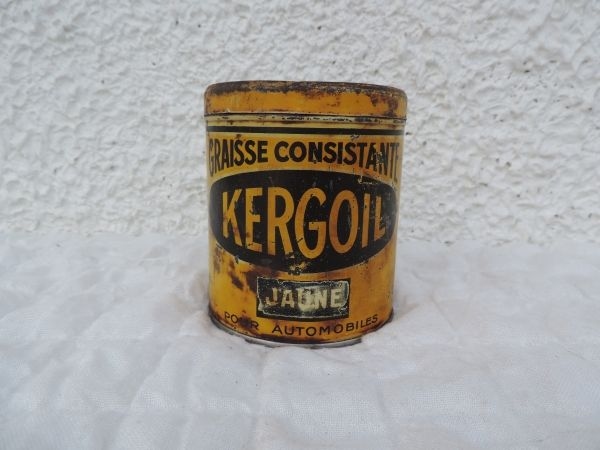 GRAISSE CONSISTANTE
KERGOIL
JAUNE
POUR AUTOMOBILES